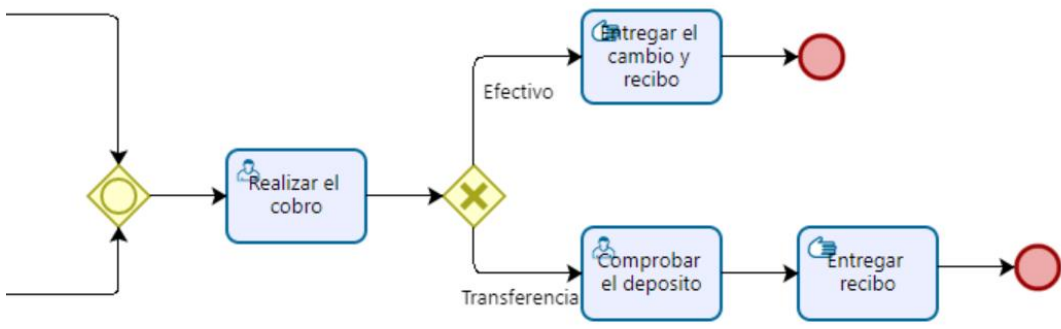 Entregar el
cambio y
recibo
Efectivo
Realizar el
cobro
Transferencia
Comprobar
el deposito
Entregar
recibo